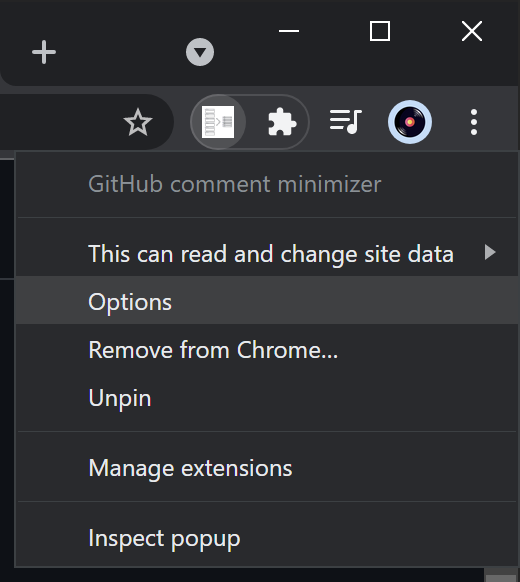 GitHub comment minimizer
This can read and change site data
Options
Remove from Chrome...
Unpin
Manage extensions
Inspect popup